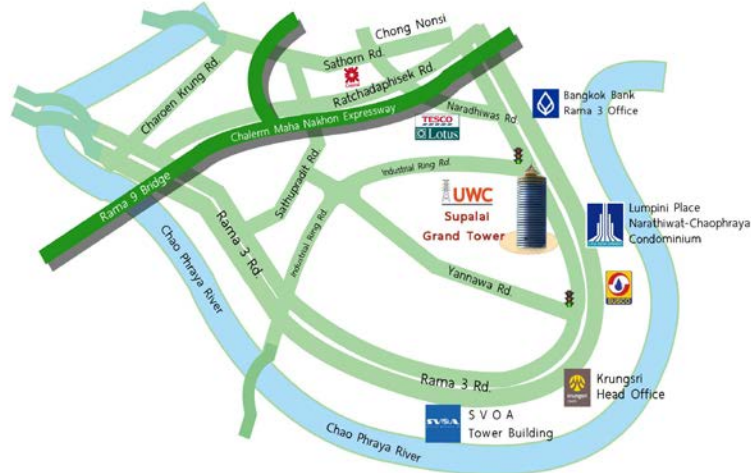 Chong Nonsi
Sathorn Rd.
Charoen Krung Rd.
Ratchadaphisek Rd.
Chalerm Maha Nakhon Expressway
Naradhiwas Rd.
TESCO
Lotus
Bangkok Bank
Rama 3 Office
Rama 9 Bridge
Sathupradit Rd.
Industrial Ring Rd.
Industrial Ring Rd.
UWC
Supalai
Grand Tower
Lumpini Place
Narathiwat-Chaophraya
Condominium
Rama 3 Rd.
Chao Phraya River
Yannawa Rd.
SUSCO
Rama 3 Rd.
krungsri
Krungsri
Head Office
SVOA
S V O A
Tower Building
Chao Phraya River